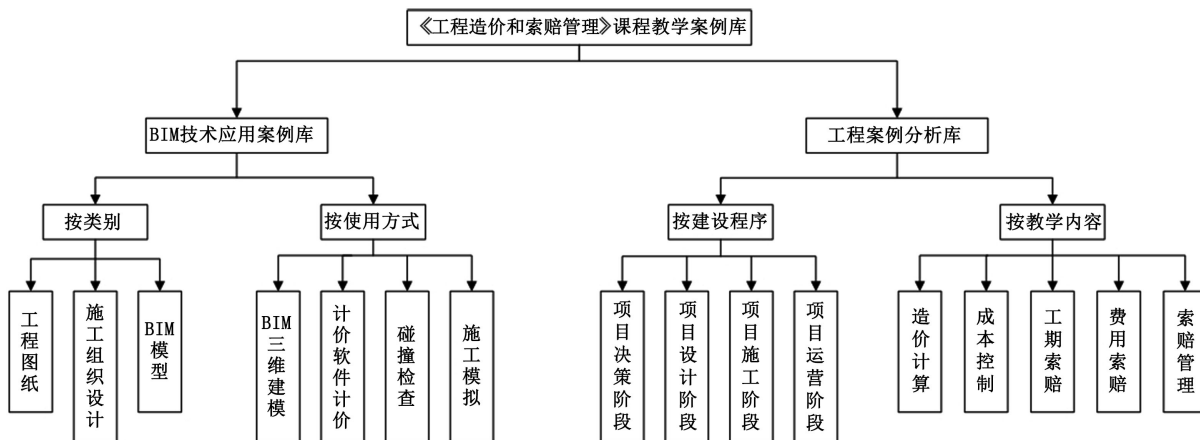 《工程造价和索赔管理》课程教学案例库
BIM技术应用案例库
工程案例分析库
按类别
按使用方式
按建设程序
按教学内容
工程图纸
施工组织设计
BIM模型
BIM三维建模
计价软件计价
碰撞检查
施工模拟
项目决策阶段
项目设计阶段
项目施工阶段
项目运营阶段
造价计算
成本控制
工期索赔
费用索赔
索赔管理